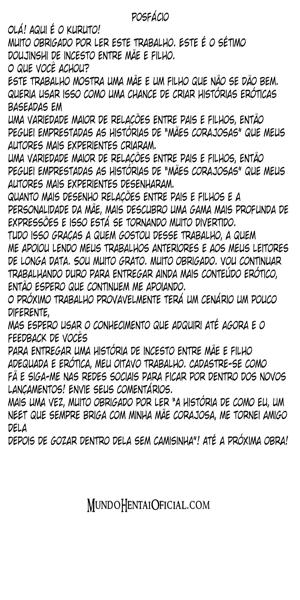 POSFÁCIO
OLÁ! AQUI É O KURUTO!
MUITO OBRIGADO POR LER ESTE TRABALHO. ESTE É O SÉTIMO
DOUJINSHI DE INCESTO ENTRE MÃE E FILHO.
O QUE VOCÊ ACHOU?
ESTE TRABALHO MOSTRA UMA MÃE E UM FILHO QUE NÃO SE DÃO BEM.
QUERIA USAR ISSO COMO UMA CHANCE DE CRIAR HISTÓRIAS ERÓTICAS
BASEADAS EM
UMA VARIEDADE MAIOR DE RELAÇÕES ENTRE PAIS E FILHOS, ENTÃO
PEGUEI EMPRESTADAS AS HISTÓRIAS DE "MÃES CORAJOSAS" QUE MEUS
AUTORES MAIS EXPERIENTES CRIARAM.
UMA VARIEDADE MAIOR DE RELAÇÕES ENTRE PAIS E FILHOS, ENTÃO
PEGUEI EMPRESTADAS AS HISTÓRIAS DE "MÃES CORAJOSAS" QUE MEUS
AUTORES MAIS EXPERIENTES DESENHARAM.
QUANTO MAIS DESENHO RELAÇÕES ENTRE PAIS E FILHOS E A
PERSONALIDADE DA MÃE, MAIS DESCUBRO UMA GAMA MAIS PROFUNDA DE
EXPRESSÕES E ISSO ESTÁ SE TORNANDO MUITO DIVERTIDO.
TUDO ISSO GRAÇAS A QUEM GOSTOU DESSE TRABALHO, A QUEM
ME APOIOU LENDO MEUS TRABALHOS ANTERIORES E AOS MEUS LEITORES
DE LONGA DATA. SOU MUITO GRATO. MUITO OBRIGADO. VOU CONTINUAR
TRABALHANDO DURO PARA ENTREGAR AINDA MAIS CONTEÚDO ERÓTICO,
ENTÃO ESPERO QUE CONTINUEM ME APOIANDO.
O PRÓXIMO TRABALHO PROVAVELMENTE TERÁ UM CENÁRIO UM POUCO
DIFERENTE,
MAS ESPERO USAR O CONHECIMENTO QUE ADQUIRI ATÉ AGORA E O
FEEDBACK DE VOCÊS
PARA ENTREGAR UMA HISTÓRIA DE INCESTO ENTRE MÃE E FILHO
ADEQUADA E ERÓTICA, MEU OITAVO TRABALHO. CADASTRE-SE COMO
FÃ E SIGA-ME NAS REDES SOCIAIS PARA FICAR POR DENTRO DOS NOVOS
LANÇAMENTOS! ENVIE SEUS COMENTÁRIOS.
MAIS UMA VEZ, MUITO OBRIGADO POR LER "A HISTÓRIA DE COMO EU, UM
NEET QUE SEMPRE BRIGA COM MINHA MÃE CORAJOSA, ME TORNEI AMIGO
DELA
DEPOIS DE GOZAR DENTRO DELA SEM CAMISINHA"! ATÉ A PRÓXIMA OBRA!
MUNDOHENTAIOFICIAL.COM